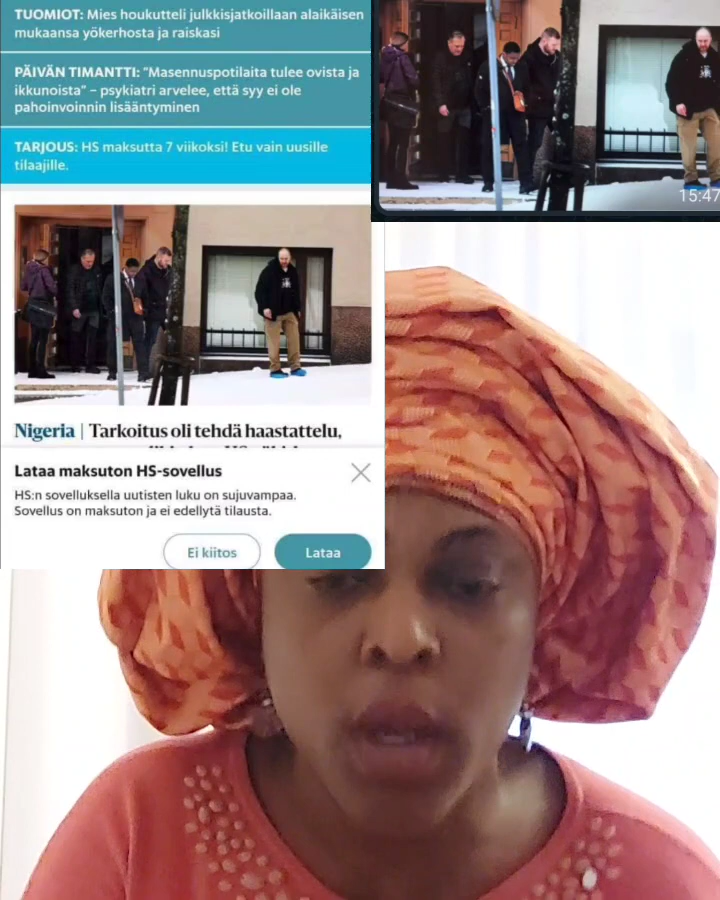 TUOMIOT: Mies houkutteli julkkisjatkoillaan alaikäisen
mukaansa yökerhosta ja raiskasi
PÄIVÄN TIMANTTI: "Masennuspotilaita tulee ovista ja
ikkunoista" – psykiatri arvelee, että syy ei ole
pahoinvoinnin lisääntyminen
TARJOUS: HS maksutta 7 viikoksi! Etu vain uusille
tilaajille.
15:47
Nigeria | Tarkoitus oli tehdä haastattelu,
Lataa maksuton HS-sovellus
HS:n sovelluksella uutisten luku on sujuvampaa.
Sovellus on maksuton ja ei edellytä tilausta.
Ei kiitos
Lataa